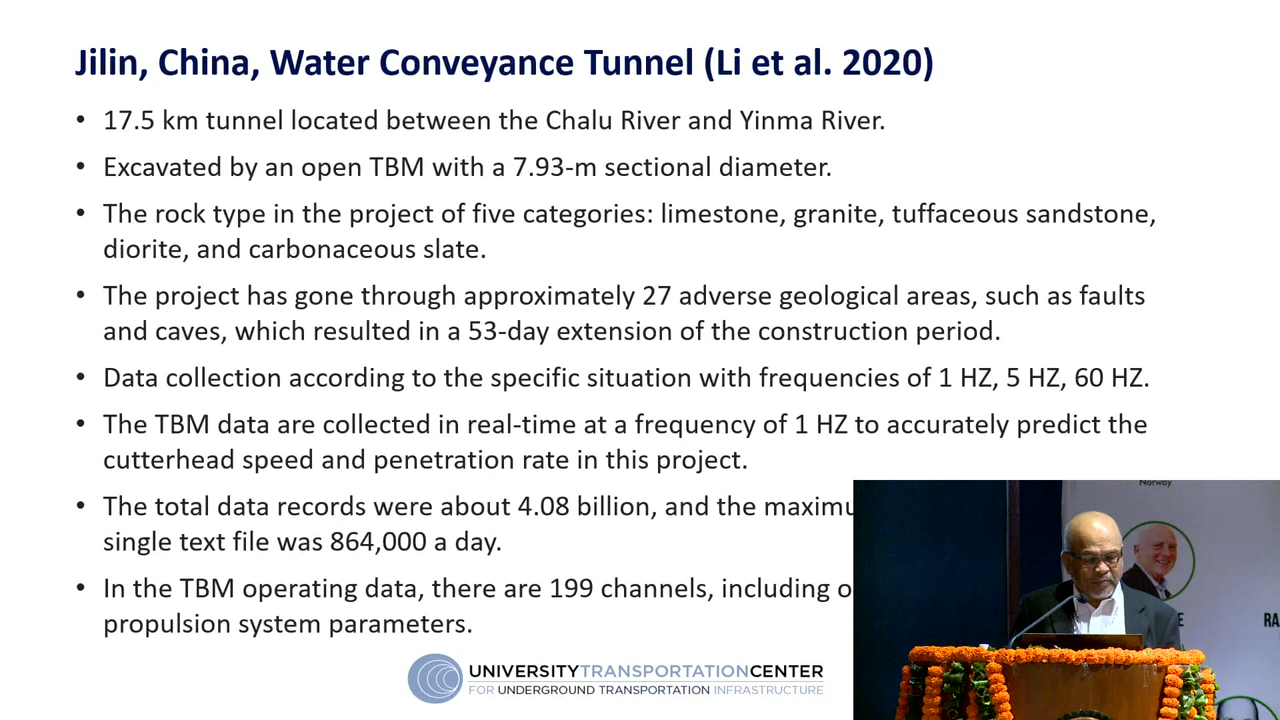 Jilin, China, Water Conveyance Tunnel (Li et al. 2020)
• 17.5 km tunnel located between the Chalu River and Yinma River.
• Excavated by an open TBM with a 7.93-m sectional diameter.
• The rock type in the project of five categories: limestone, granite, tuffaceous sandstone,
diorite, and carbonaceous slate.
• The project has gone through approximately 27 adverse geological areas, such as faults
and caves, which resulted in a 53-day extension of the construction period.
• Data collection according to the specific situation with frequencies of 1 HZ, 5 HZ, 60 HZ.
• The TBM data are collected in real-time at a frequency of 1 HZ to accurately predict the
cutterhead speed and penetration rate in this project.
• The total data records were about 4.08 billion, and the
single text file was 864,000 a day.
• In the TBM operating data, there are 199 channels, including
propulsion system parameters.
Norway
UNIVERSITYTRANSPORTATIONCENTER
FOR UNDERGROUND TRANSPORTATION INFRASTRUCTURE